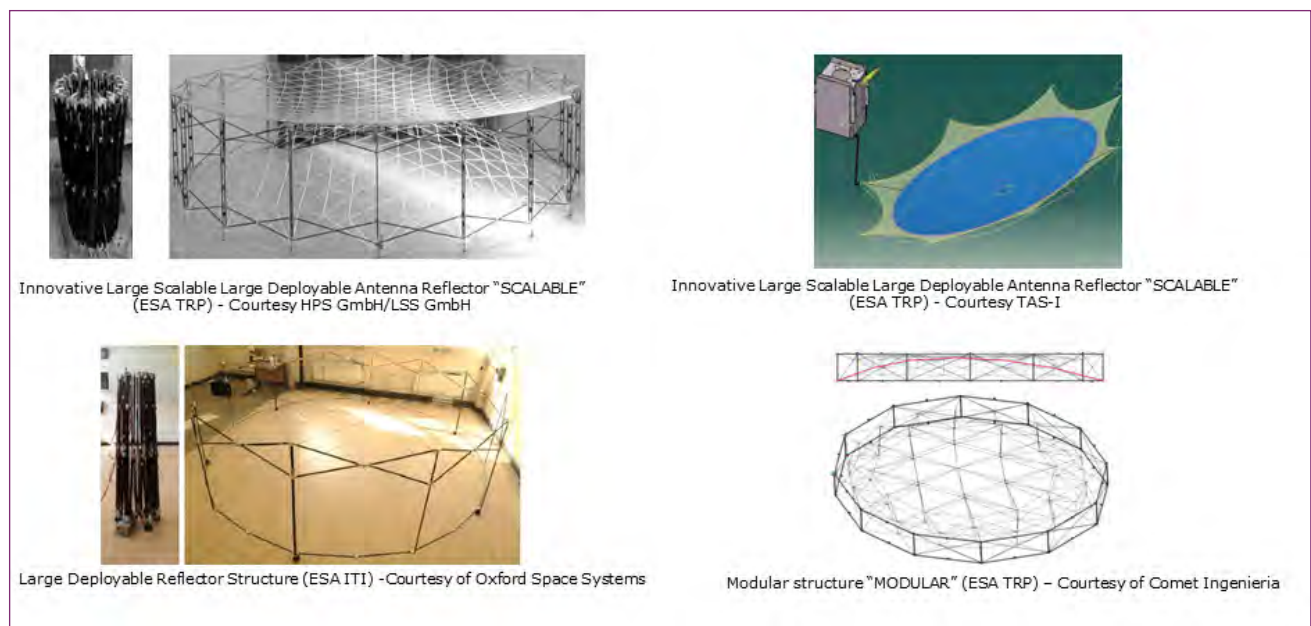 Innovative Large Scalable Large Deployable Antenna Reflector “SCALABLE”
(ESA TRP) - Courtesy HPS GmbH/LSS GmbH
Innovative Large Scalable Large Deployable Antenna Reflector “SCALABLE”
(ESA TRP) - Courtesy TAS-I
Large Deployable Reflector Structure (ESA ITI) -Courtesy of Oxford Space Systems
Modular structure “MODULAR” (ESA TRP) – Courtesy of Comet Ingenieria